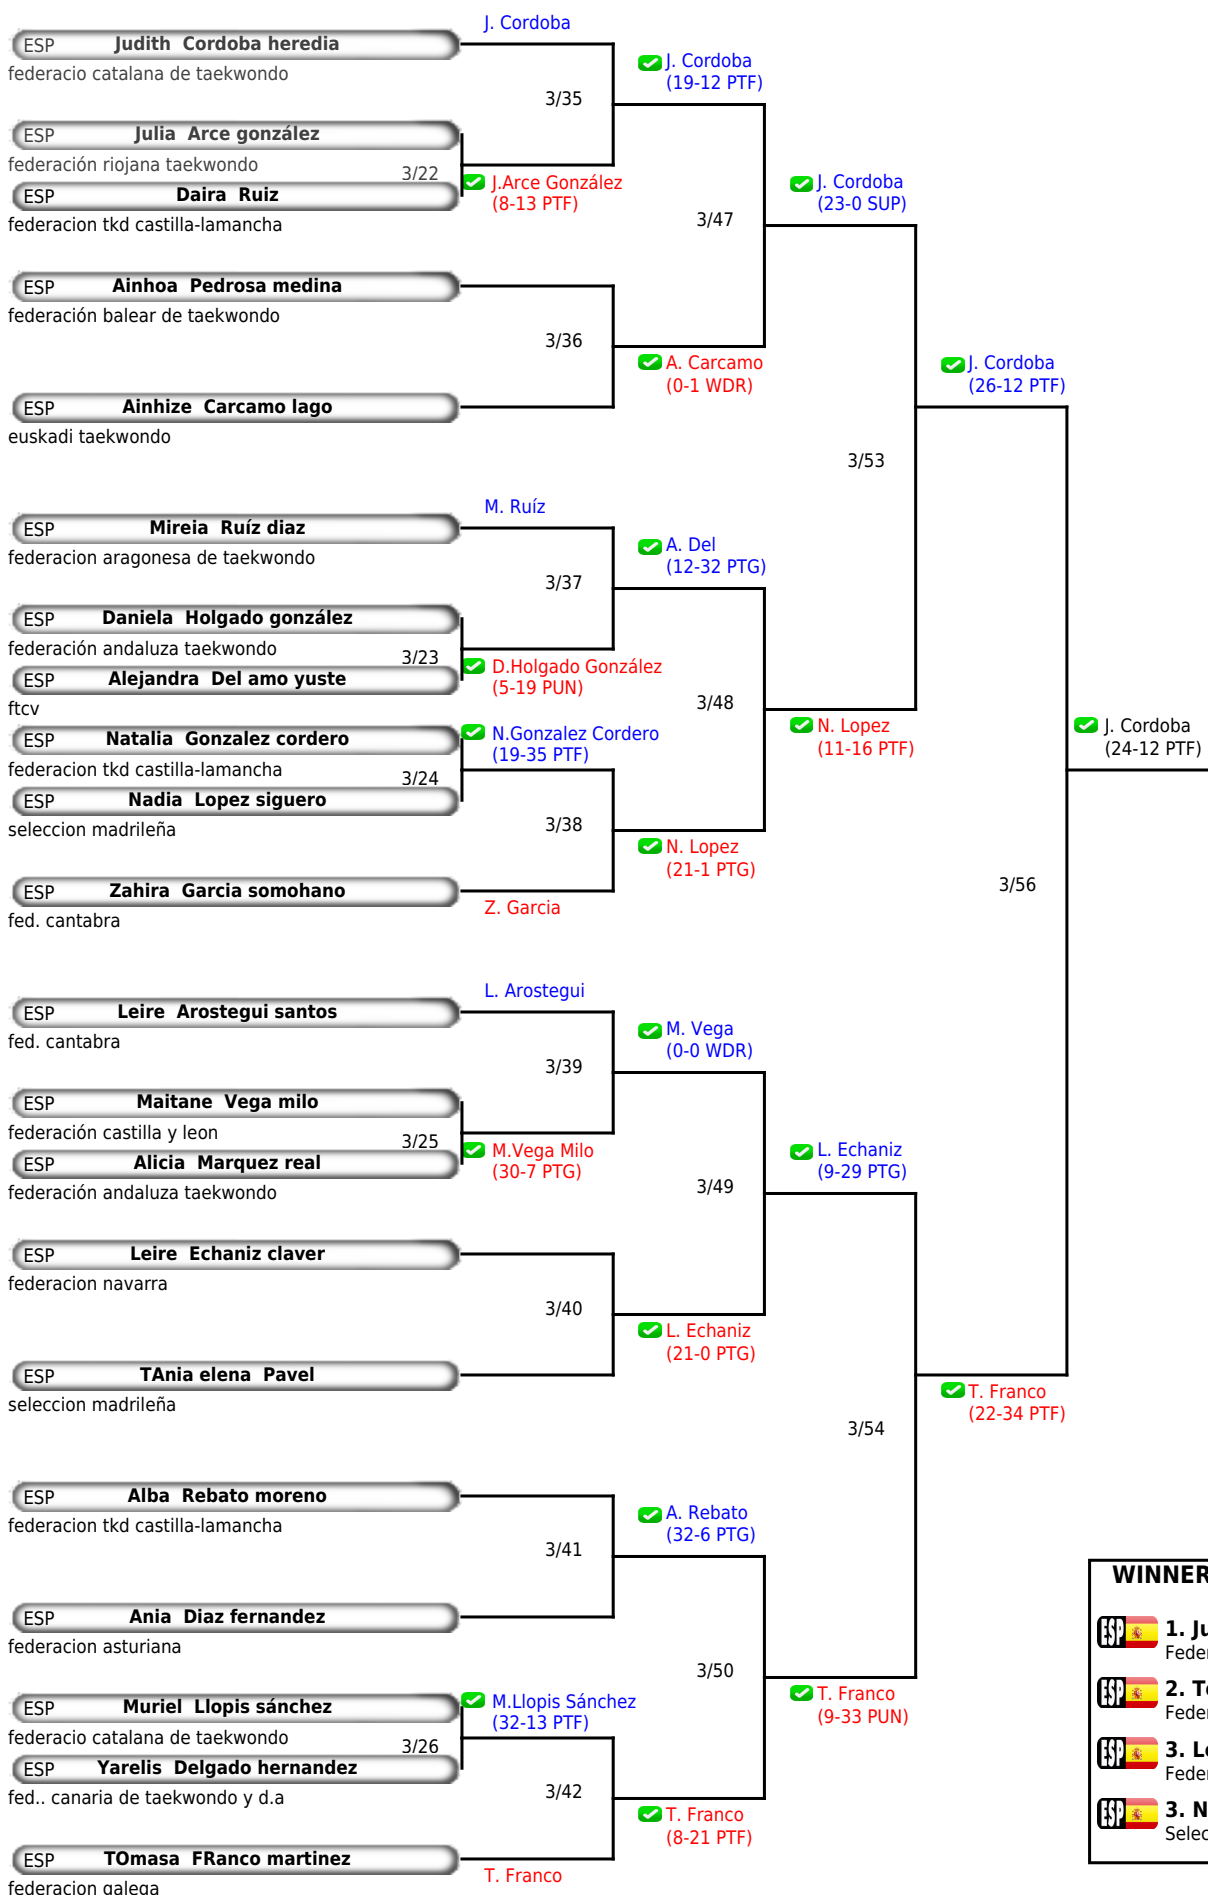 J. Cordoba
ESP Judith Cordoba heredia
federacio catalana de taekwondo
J. Cordoba
(19-12 PTF)
3/35
ESP Julia Arce gonzález
federación riojana taekwondo
3/22
J.Arce González
(8-13 PTF)
ESP Daira Ruiz
federacion tkd castilla-lamancha
J. Cordoba
(23-0 SUP)
3/47
ESP Ainhoa Pedrosa medina
federación balear de taekwondo
3/36
A. Carcamo
(0-1 WDR)
J. Cordoba
(26-12 PTF)
ESP Ainhize Carcamo lago
euskadi taekwondo
3/53
M. Ruíz
ESP Mireia Ruíz diaz
federacion aragonesa de taekwondo
A. Del
(12-32 PTG)
3/37
ESP Daniela Holgado gonzález
federación andaluza taekwondo
3/23
D.Holgado González
(5-19 PUN)
ESP Alejandra Del amo yuste
ftcv
3/48
N. Lopez
(11-16 PTF)
J. Cordoba
(24-12 PTF)
ESP Natalia Gonzalez cordero
federacion tkd castilla-lamancha
N.Gonzalez Cordero
(19-35 PTF)
3/24
ESP Nadia Lopez siguero
seleccion madrileña
3/38
N. Lopez
(21-1 PTG)
ESP Zahira Garcia somohano
fed. cantabra
Z. Garcia
3/56
L. Arostegui
ESP Leire Arostegui santos
fed. cantabra
M. Vega
(0-0 WDR)
3/39
ESP Maitane Vega milo
federación castilla y leon
3/25
M.Vega Milo
(30-7 PTG)
ESP Alicia Marquez real
federación andaluza taekwondo
L. Echaniz
(9-29 PTG)
3/49
ESP Leire Echaniz claver
federacion navarra
3/40
L. Echaniz
(21-0 PTG)
ESP TAnia elena Pavel
seleccion madrileña
T. Franco
(22-34 PTF)
3/54
ESP Alba Rebato moreno
federacion tkd castilla-lamancha
A. Rebato
(32-6 PTG)
3/41
ESP Ania Diaz fernandez
federacion asturiana
3/50
T. Franco
(9-33 PUN)
ESP Muriel Llopis sánchez
federacio catalana de taekwondo
M.Llopis Sánchez
(32-13 PTF)
3/26
ESP Yarelis Delgado hernandez
fed.. canaria de taekwondo y d.a
3/42
T. Franco
(8-21 PTF)
ESP TOmasa FRanco martinez
federacion galega
T. Franco
WINNER
ESP 1. Ju
Feder
ESP 2. T
Feder
ESP 3. Le
Feder
ESP 3. N
Selec